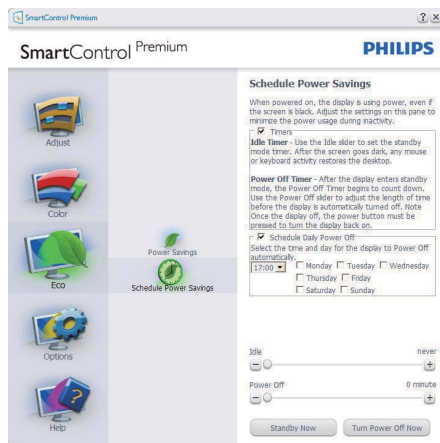 SmartControl Premium
? x
SmartControl Premium
PHILIPS
Adjust
Color
Eco
Options
Help
Power Savings
Schedule Power Savings
Schedule Power Savings
When powered on, the display is using power, even if
the screen is black. Adjust the settings on this pane to
minimize the power usage during inactivity.
Timers
Idle Timer - Use the Idle slider to set the standby
mode timer. After the screen goes dark, any mouse
or keyboard activity restores the desktop.
Power Off Timer - After the display enters standby
mode, the Power Off Timer begins to count down.
Use the Power Off slider to adjust the length of time
before the display is automatically turned off. Note
Once the display off, the power button must be
pressed to turn the display back on.
Schedule Daily Power Off
Select the time and day for the display to Power Off
automatically.
17:00 Monday Tuesday Wednesday
Thursday Friday
Saturday Sunday
Idle never
Power Off 0 minute
Standby Now Turn Power Off Now